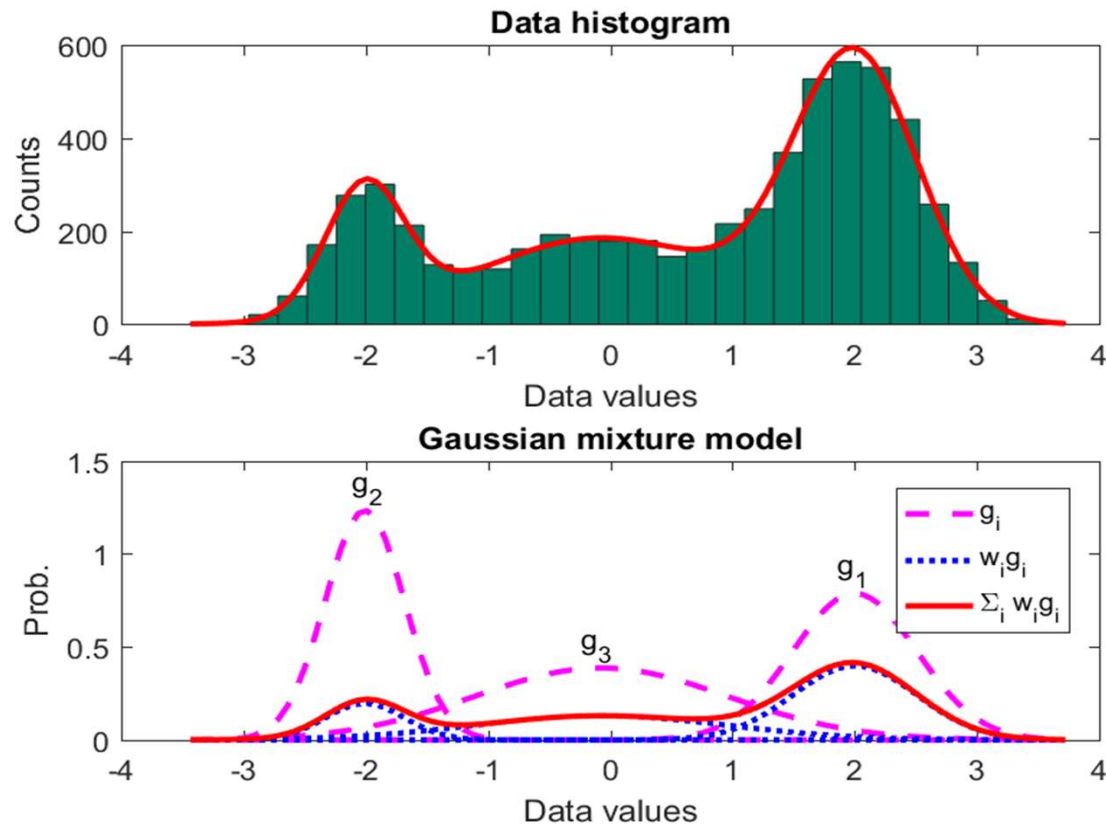 Data histogram
600
400
200
0
Counts
-4 -3 -2 -1 0 1 2 3 4
Data values
Gaussian mixture model
1.5
1
0.5
0
Prob.
g₂
g₃
g₁
gᵢ
wᵢgᵢ
Σᵢ wᵢgᵢ
-4 -3 -2 -1 0 1 2 3 4
Data values